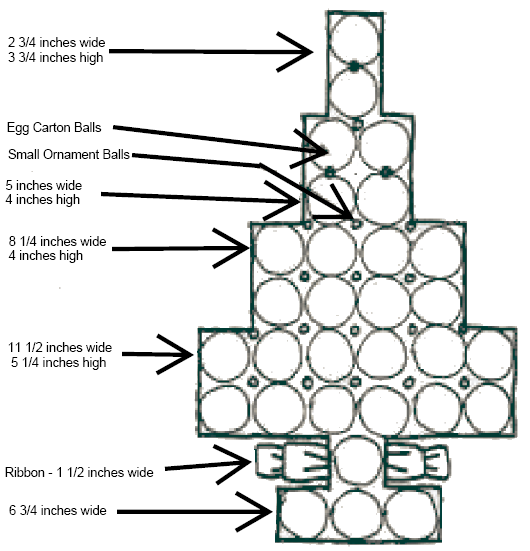 2 3/4 inches wide
3 3/4 inches high
Egg Carton Balls
Small Ornament Balls
5 inches wide
4 inches high
8 1/4 inches wide
4 inches high
11 1/2 inches wide
5 1/4 inches high
Ribbon - 1 1/2 inches wide
6 3/4 inches wide